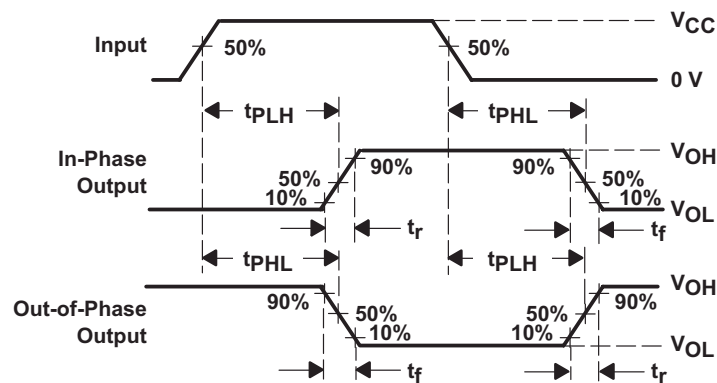 VCC
Input
50%
50%
0 V
tPLH
tPHL
VOH
In-Phase
Output
90%
90%
50%
50%
10%
10%
VOL
tr
tf
tPHL
tPLH
VOH
90%
90%
Out-of-Phase
Output
50%
50%
10%
10%
VOL
tf
tr